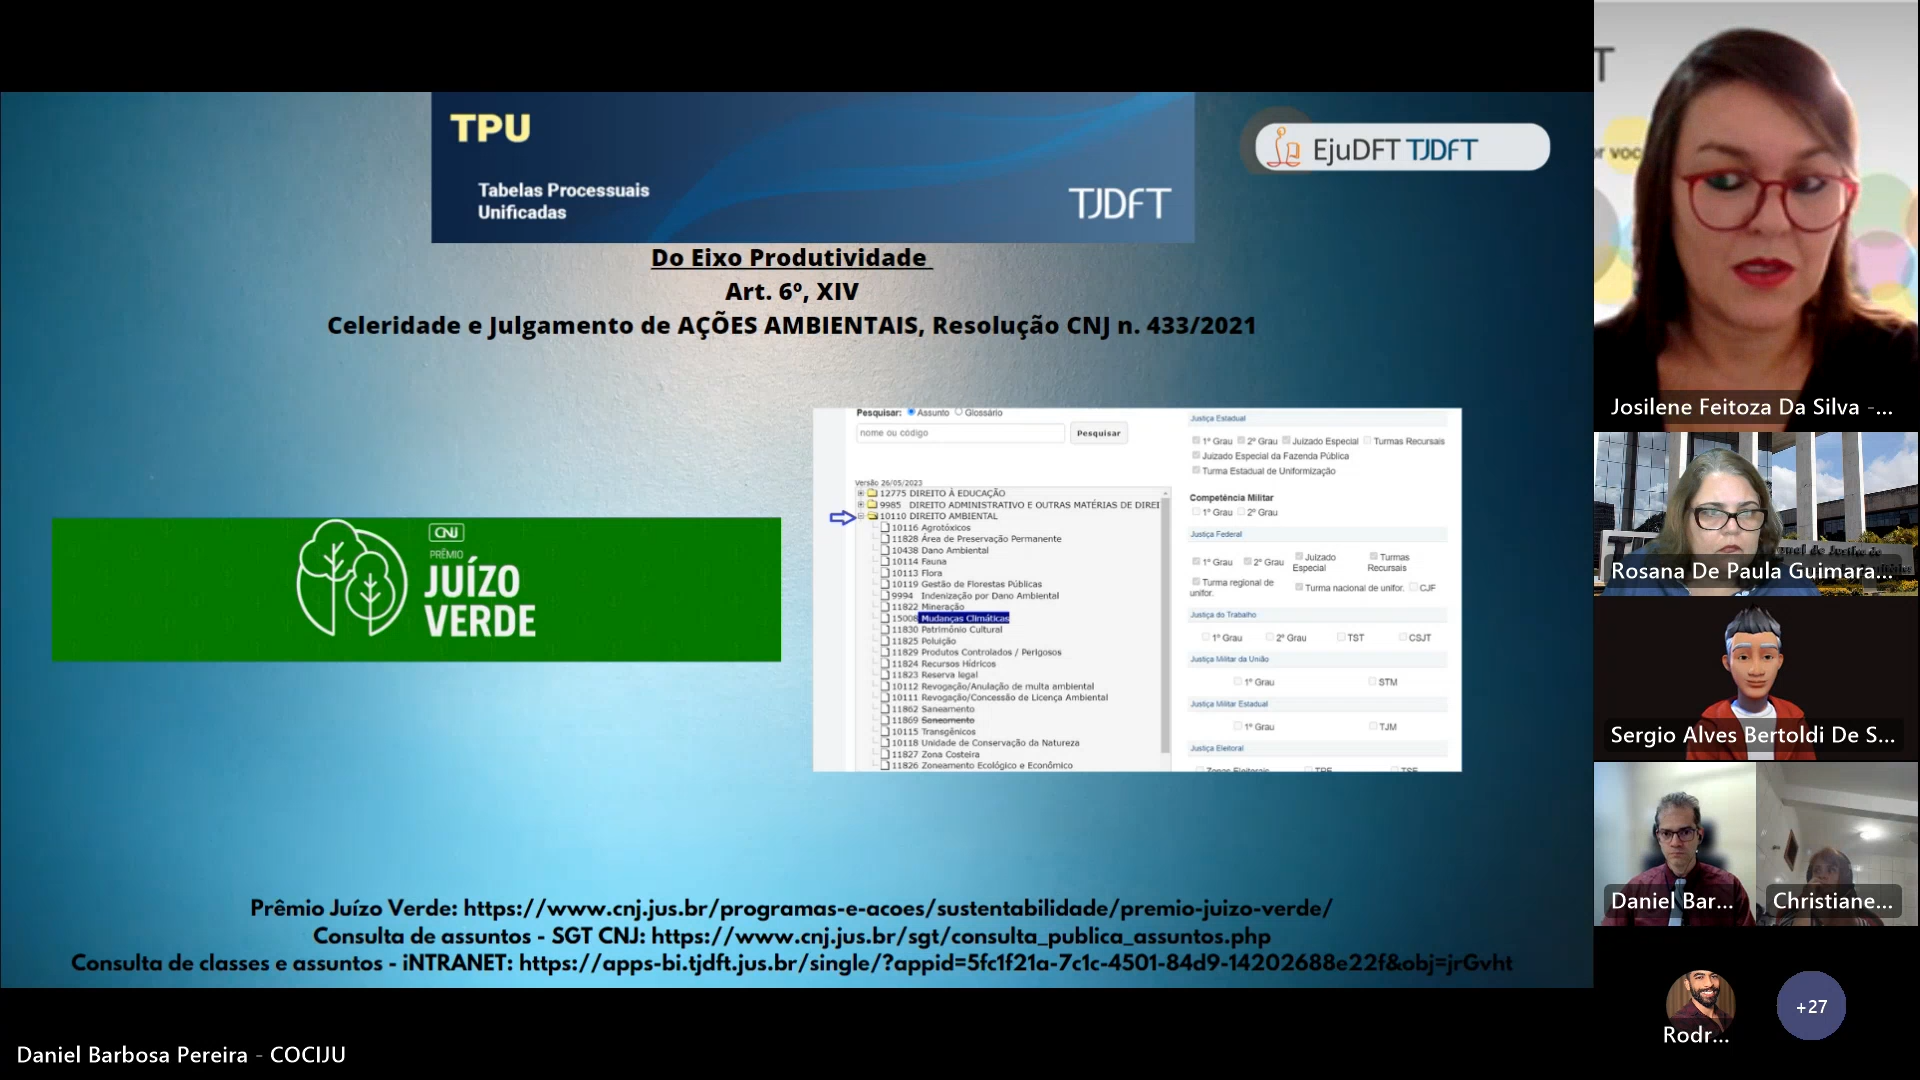 TPU
Tabelas Processuais
Unificadas
TJDFT
EjuDFT TJDFT
Do Eixo Produtividade
Art. 6º, XIV
Celeridade e Julgamento de AÇÕES AMBIENTAIS, Resolução CNJ n. 433/2021
CNJ
PRÊMIO
JUÍZO
VERDE
Pesquisar: Assunto Glossário
nome ou código
Pesquisar
Versão 26/05/2023
12775 DIREITO À EDUCAÇÃO
9985 DIREITO ADMINISTRATIVO E OUTRAS MATÉRIAS DE DIREI
10110 DIREITO AMBIENTAL
10116 Agrotóxicos
11828 Área de Preservação Permanente
10438 Dano Ambiental
10114 Fauna
10113 Flora
10119 Gestão de Florestas Públicas
9994 Indenização por Dano Ambiental
11822 Mineração
15008 Mudanças Climáticas
11830 Patrimônio Cultural
11825 Poluição
11829 Produtos Controlados / Perigosos
11824 Recursos Hídricos
11823 Reserva legal
10112 Revogação/Anulação de multa ambiental
10111 Revogação/Concessão de Licença Ambiental
11862 Saneamento
11869 Saneamento
10115 Transgênicos
10118 Unidade de Conservação da Natureza
11827 Zona Costeira
11826 Zoneamento Ecológico e Econômico
Justiça Estadual
1º Grau 2º Grau Juizado Especial Turmas Recursais
Juizado Especial da Fazenda Pública
Turma Estadual de Uniformização
Competência Militar
1º Grau 2º Grau
Justiça Federal
1º Grau 2º Grau Juizado Especial Turmas Recursais
Turma regional de unifor. Turma nacional de unifor. CJF
Justiça do Trabalho
1º Grau 2º Grau TST CSJT
Justiça Militar da União
1º Grau STM
Justiça Militar Estadual
1º Grau TJM
Justiça Eleitoral
Zonas Eleitorais TRE TSE
Prêmio Juízo Verde: https://www.cnj.jus.br/programas-e-acoes/sustentabilidade/premio-juizo-verde/
Consulta de assuntos - SGT CNJ: https://www.cnj.jus.br/sgt/consulta_publica_assuntos.php
Consulta de classes e assuntos - iNTRANET: https://apps-bi.tjdft.jus.br/single/?appid=5fc1f21a-7c1c-4501-84d9-14202688e22f&obj=jrGvht
Josilene Feitoza Da Silva -...
Rosana De Paula Guimara...
Sergio Alves Bertoldi De S...
Daniel Bar...
Christiane...
Rodr...
+27
Daniel Barbosa Pereira - COCIJU